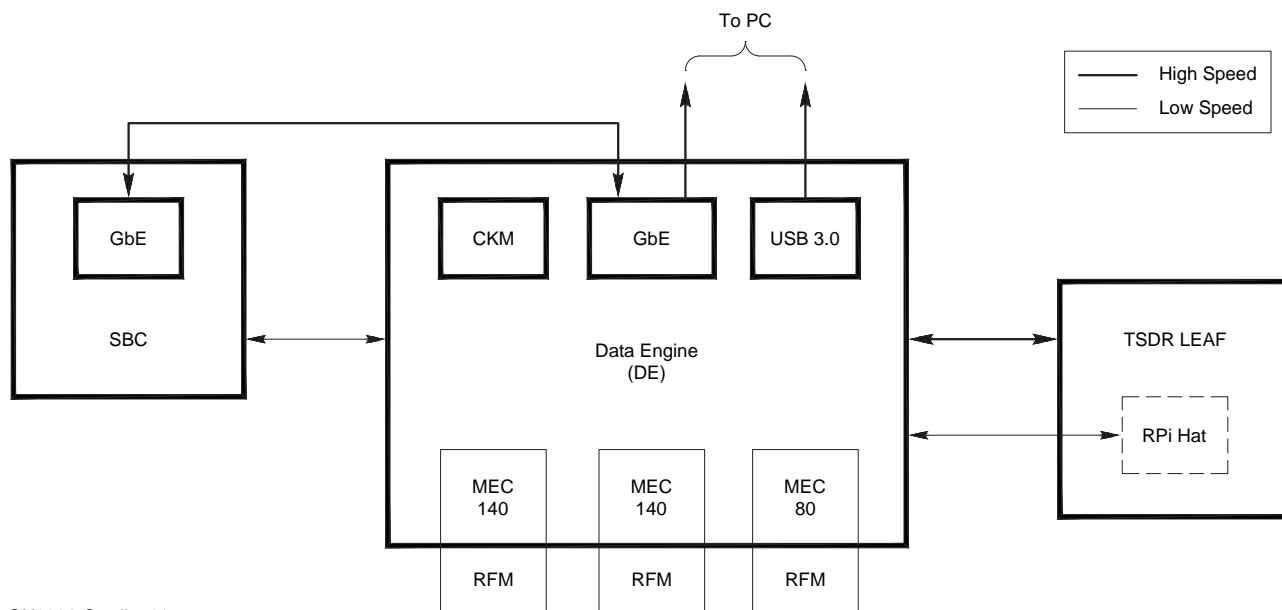 To PC
High Speed
Low Speed
GbE
CKM
GbE
USB 3.0
SBC
Data Engine
(DE)
TSDR LEAF
RPi Hat
MEC
140
MEC
140
MEC
80
RFM
RFM
RFM